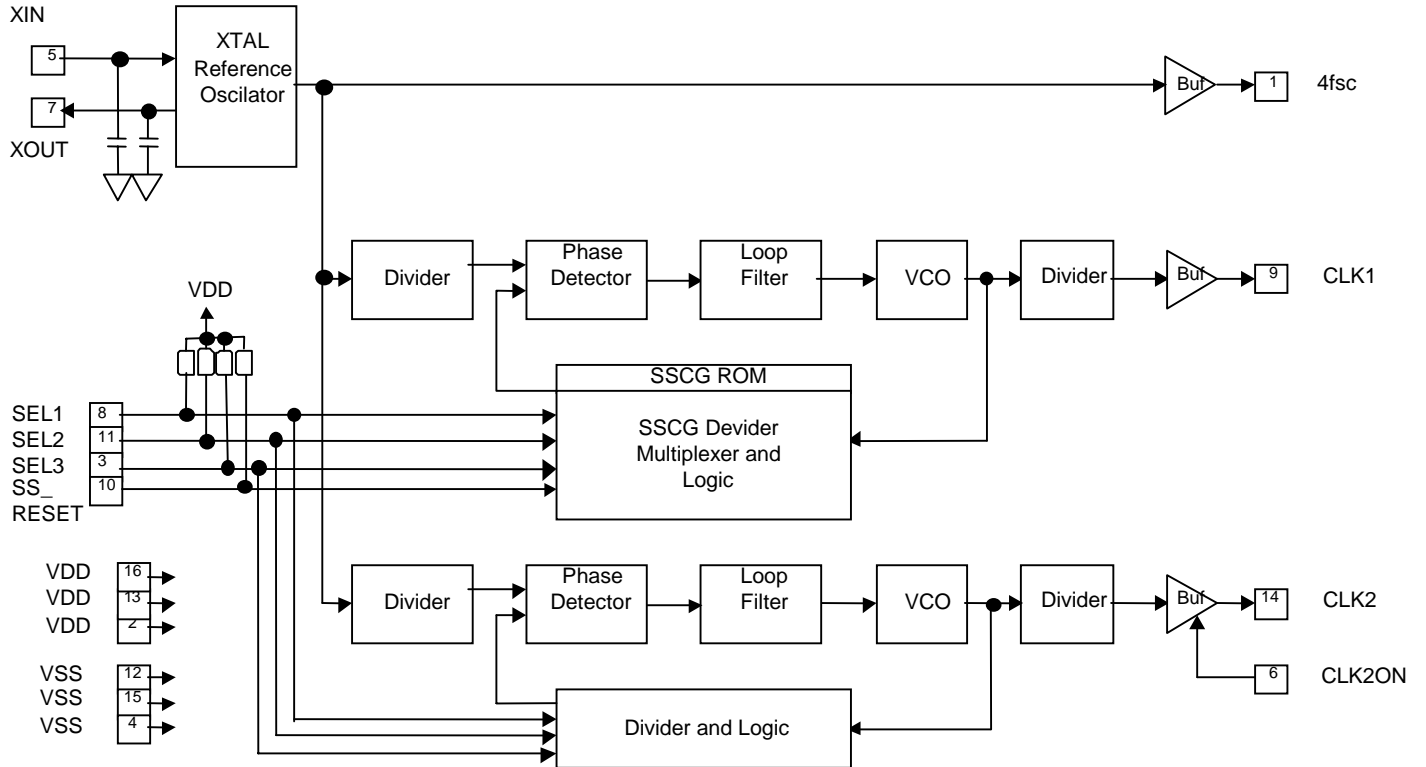 XIN
5
7
XOUT
XTAL
Reference
Oscilator
Buf
1
4fsc
Divider
Phase
Detector
Loop
Filter
VCO
Divider
Buf
9
CLK1
VDD
SSCG ROM
SSCG Devider
Multiplexer and
Logic
SEL1
8
SEL2
11
SEL3
3
SS_
RESET
10
VDD
16
VDD
13
VDD
2
VSS
12
VSS
15
VSS
4
Divider
Phase
Detector
Loop
Filter
VCO
Divider
Buf
14
CLK2
6
CLK2ON
Divider and Logic